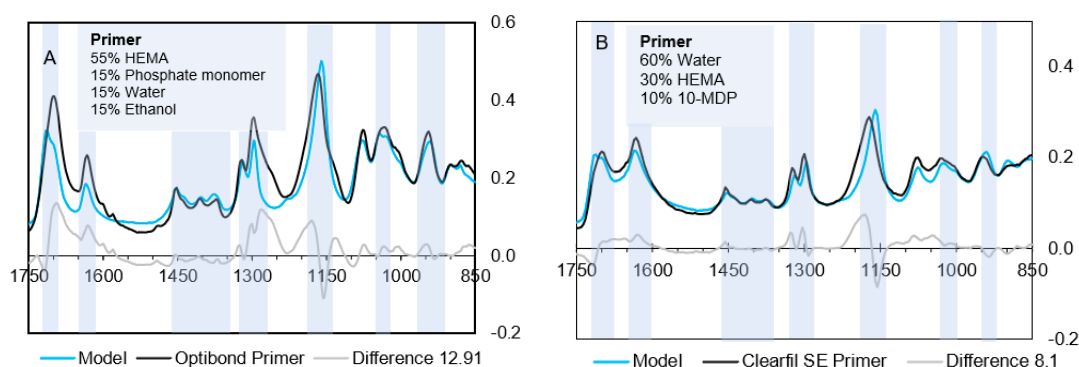 A
Primer
55% HEMA
15% Phosphate monomer
15% Water
15% Ethanol
0.6
0.4
0.2
0.0
-0.2
1750 1600 1450 1300 1150 1000 850
Model Optibond Primer Difference 12.91
B
Primer
60% Water
30% HEMA
10% 10-MDP
0.4
0.2
0.0
-0.2
1750 1600 1450 1300 1150 1000 850
Model Clearfil SE Primer Difference 8.1